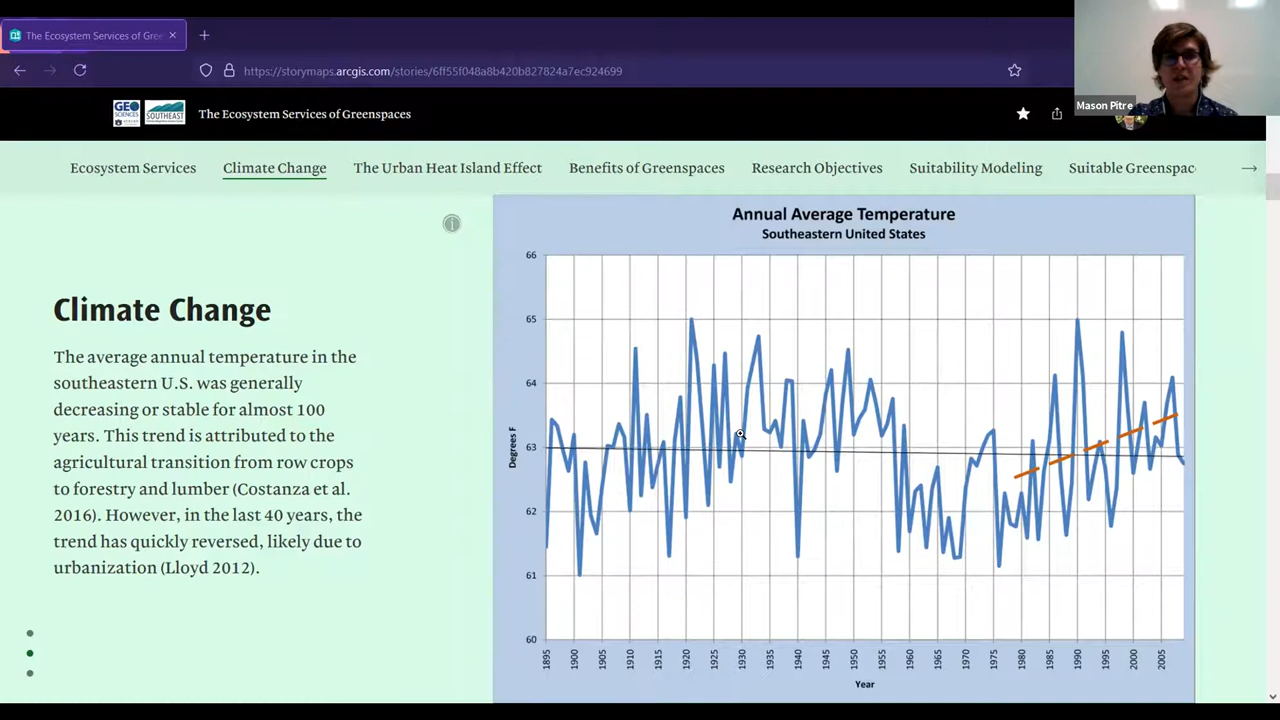 The Ecosystem Services of Gree
https://storymaps.arcgis.com/stories/6ff55f048a8b420b827824a7ec924699
Mason Pitre
GEO
SCIENCES
SOUTHEAST
The Ecosystem Services of Greenspaces
Ecosystem Services
Climate Change
The Urban Heat Island Effect
Benefits of Greenspaces
Research Objectives
Suitability Modeling
Suitable Greenspac
Climate Change
The average annual temperature in the
southeastern U.S. was generally
decreasing or stable for almost 100
years. This trend is attributed to the
agricultural transition from row crops
to forestry and lumber (Costanza et al.
2016). However, in the last 40 years, the
trend has quickly reversed, likely due to
urbanization (Lloyd 2012).
Annual Average Temperature
Southeastern United States
Degrees F
66
65
64
63
62
61
60
1895
1900
1905
1910
1915
1920
1925
1930
1935
1940
1945
1950
1955
1960
1965
1970
1975
1980
1985
1990
1995
2000
2005
Year